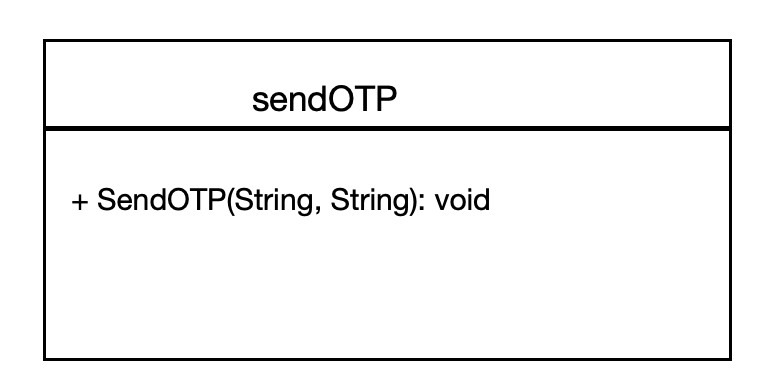 sendOTP
+ SendOTP(String, String): void